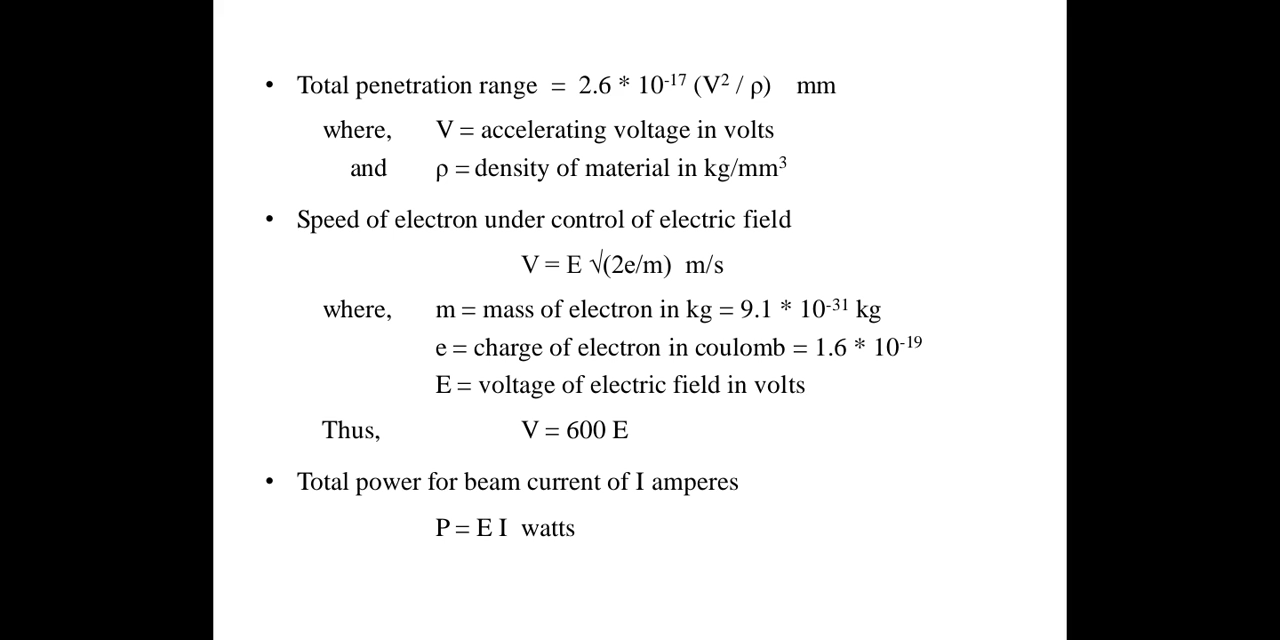 • Total penetration range = 2.6 * 10⁻¹⁷ (V² / ρ) mm
where, V = accelerating voltage in volts
and ρ = density of material in kg/mm³
• Speed of electron under control of electric field
V = E √(2e/m) m/s
where, m = mass of electron in kg = 9.1 * 10⁻³¹ kg
e = charge of electron in coulomb = 1.6 * 10⁻¹⁹
E = voltage of electric field in volts
Thus, V = 600 E
• Total power for beam current of I amperes
P = E I watts